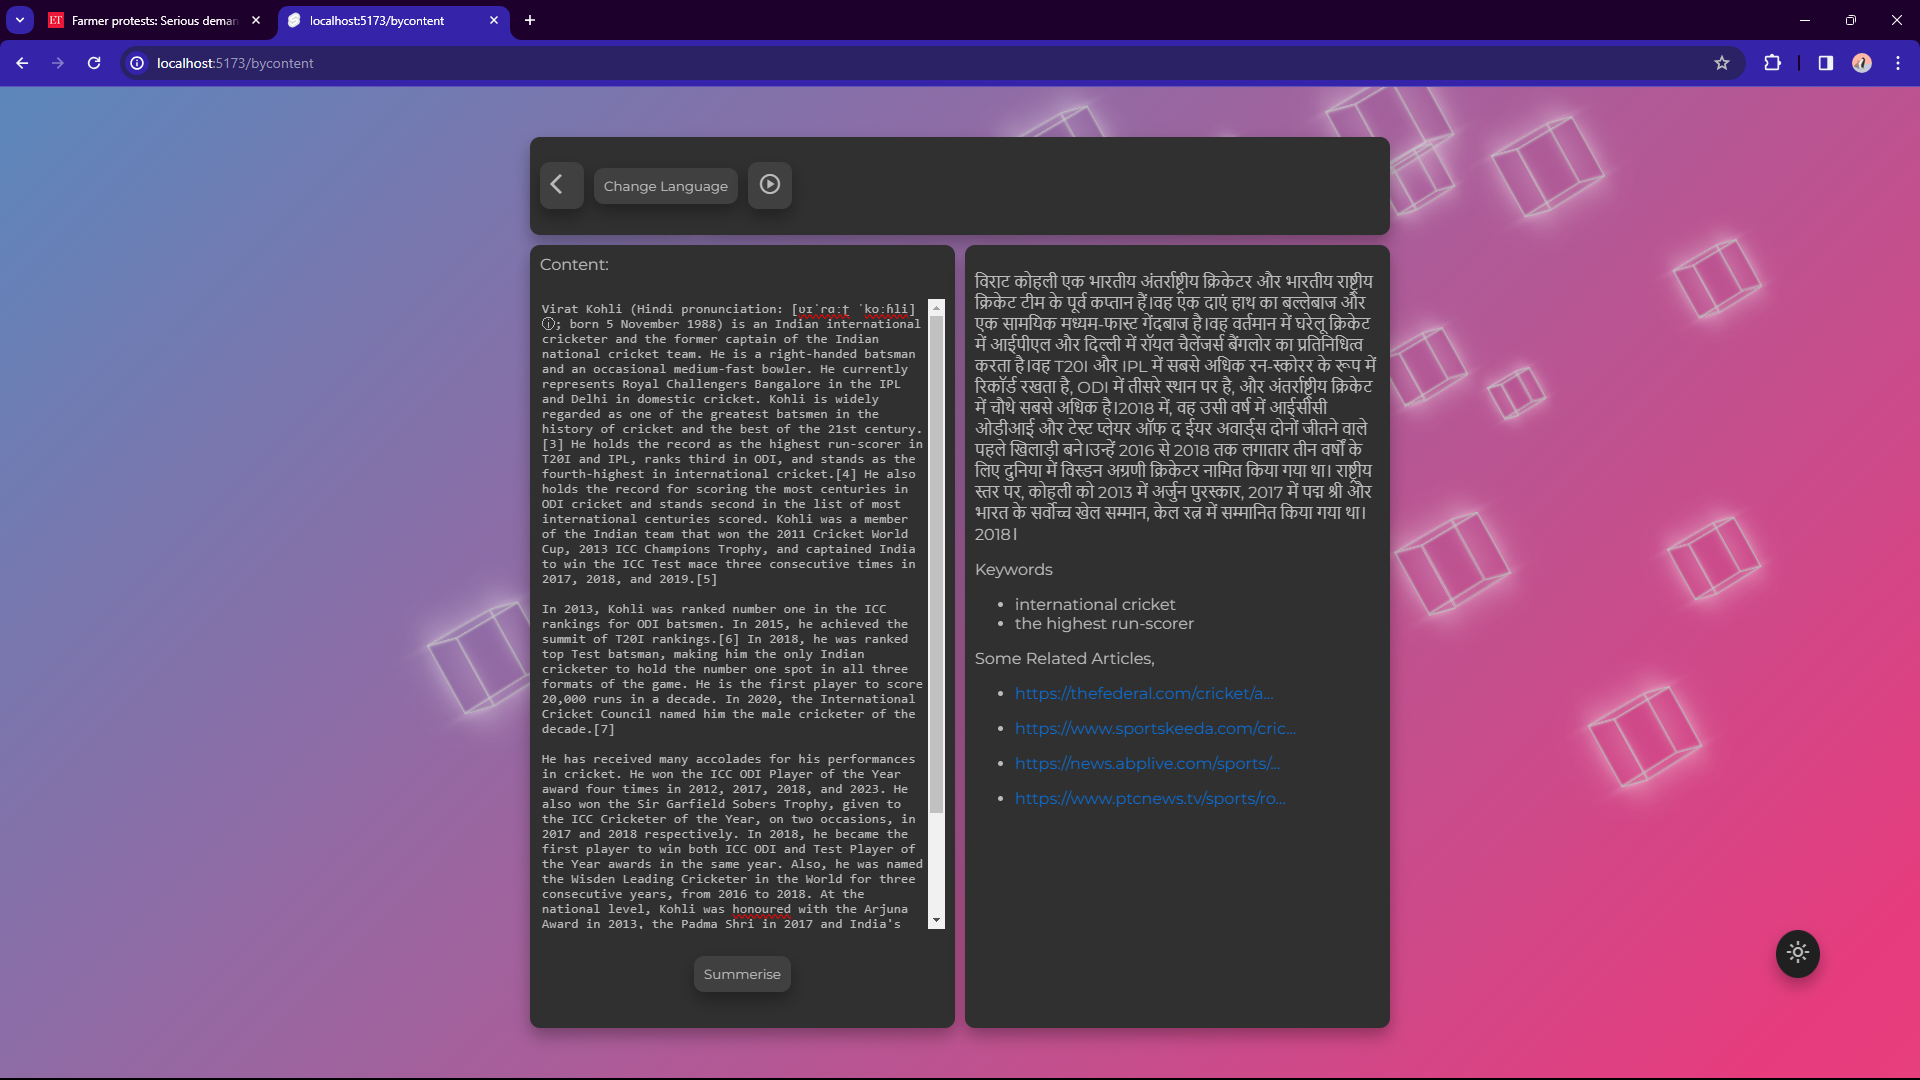 Farmer protests: Serious deman
localhost:5173/bycontent
localhost:5173/bycontent
Change Language
Content:
Virat Kohli (Hindi pronunciation: [ʋɪˈrɑːʈ ˈkoːɦli]
ⓘ; born 5 November 1988) is an Indian international
cricketer and the former captain of the Indian
national cricket team. He is a right-handed batsman
and an occasional medium-fast bowler. He currently
represents Royal Challengers Bangalore in the IPL
and Delhi in domestic cricket. Kohli is widely
regarded as one of the greatest batsmen in the
history of cricket and the best of the 21st century.
[3] He holds the record as the highest run-scorer in
T20I and IPL, ranks third in ODI, and stands as the
fourth-highest in international cricket.[4] He also
holds the record for scoring the most centuries in
ODI cricket and stands second in the list of most
international centuries scored. Kohli was a member
of the Indian team that won the 2011 Cricket World
Cup, 2013 ICC Champions Trophy, and captained India
to win the ICC Test mace three consecutive times in
2017, 2018, and 2019.[5]
In 2013, Kohli was ranked number one in the ICC
rankings for ODI batsmen. In 2015, he achieved the
summit of T20I rankings.[6] In 2018, he was ranked
top Test batsman, making him the only Indian
cricketer to hold the number one spot in all three
formats of the game. He is the first player to score
20,000 runs in a decade. In 2020, the International
Cricket Council named him the male cricketer of the
decade.[7]
He has received many accolades for his performances
in cricket. He won the ICC ODI Player of the Year
award four times in 2012, 2017, 2018, and 2023. He
also won the Sir Garfield Sobers Trophy, given to
the ICC Cricketer of the Year, on two occasions, in
2017 and 2018 respectively. In 2018, he became the
first player to win both ICC ODI and Test Player of
the Year awards in the same year. Also, he was named
the Wisden Leading Cricketer in the World for three
consecutive years, from 2016 to 2018. At the
national level, Kohli was honoured with the Arjuna
Award in 2013, the Padma Shri in 2017 and India's
Summerise
विराट कोहली एक भारतीय अंतर्राष्ट्रीय क्रिकेटर और भारतीय राष्ट्रीय
क्रिकेट टीम के पूर्व कप्तान हैं।वह एक दाएं हाथ का बल्लेबाज और
एक सामयिक मध्यम-फास्ट गेंदबाज है।वह वर्तमान में घरेलू क्रिकेट
में आईपीएल और दिल्ली में रॉयल चैलेंजर्स बैंगलोर का प्रतिनिधित्व
करता है।वह T20I और IPL में सबसे अधिक रन-स्कोरर के रूप में
रिकॉर्ड रखता है, ODI में तीसरे स्थान पर है, और अंतर्राष्ट्रीय क्रिकेट
में चौथे सबसे अधिक है।2018 में, वह उसी वर्ष में आईसीसी
ओडीआई और टेस्ट प्लेयर ऑफ द ईयर अवार्ड्स दोनों जीतने वाले
पहले खिलाड़ी बने।उन्हें 2016 से 2018 तक लगातार तीन वर्षों के
लिए दुनिया में विस्डन अग्रणी क्रिकेटर नामित किया गया था। राष्ट्रीय
स्तर पर, कोहली को 2013 में अर्जुन पुरस्कार, 2017 में पद्म श्री और
भारत के सर्वोच्च खेल सम्मान, केल रत्न में सम्मानित किया गया था।
2018।
Keywords
international cricket
the highest run-scorer
Some Related Articles,
https://thefederal.com/cricket/a...
https://www.sportskeeda.com/cric...
https://news.abplive.com/sports/...
https://www.ptcnews.tv/sports/ro...